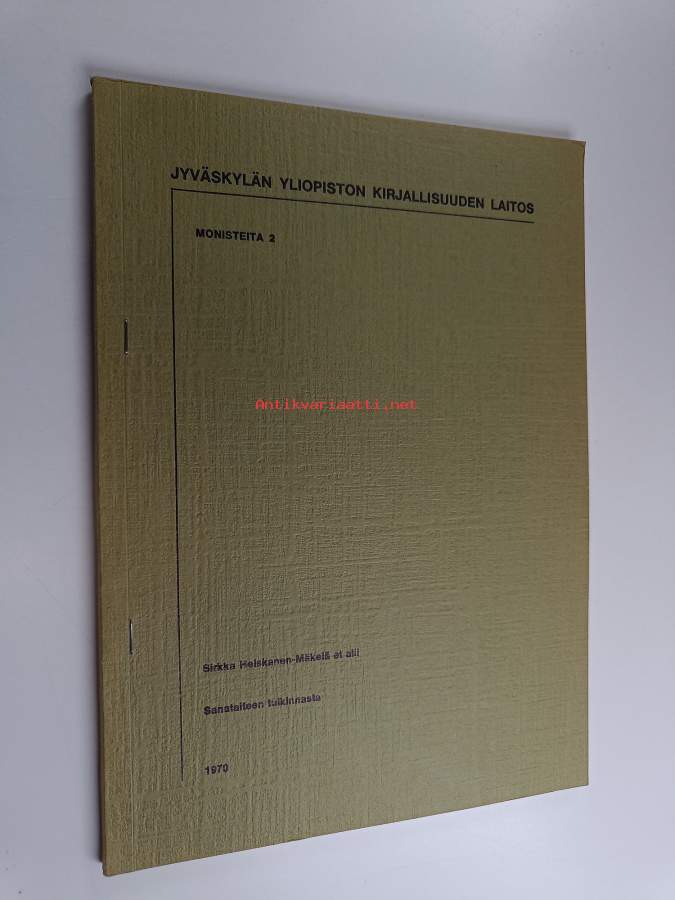 JYVÄSKYLÄN YLIOPISTON KIRJALLISUUDEN LAITOS
MONISTEITA 2
Antikvariaatti.net
Sirkka Heiskanen-Mäkelä et alii
Sanataiteen tulkinnasta
1970